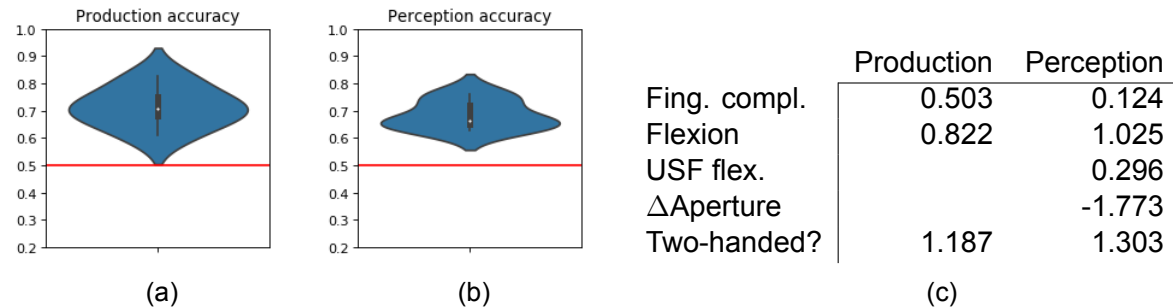 Production accuracy
1.0
0.9
0.8
0.7
0.6
0.5
0.4
0.3
0.2
(a)
Perception accuracy
1.0
0.9
0.8
0.7
0.6
0.5
0.4
0.3
0.2
(b)
Production Perception
Fing. compl. 0.503 0.124
Flexion 0.822 1.025
USF flex. 0.296
ΔAperture -1.773
Two-handed? 1.187 1.303
(c)